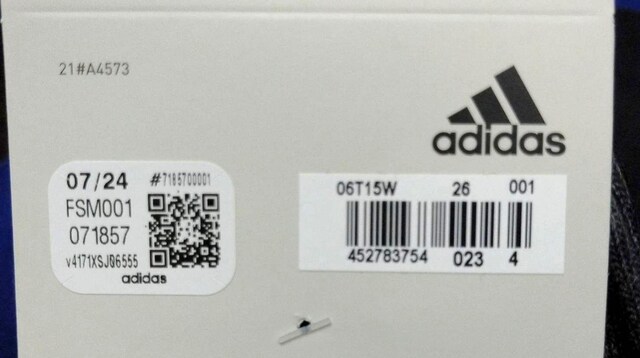 21#A4573
adidas
07/24 #7185700001
FSM001
071857
v4171XSJ06555
adidas
06T15W 26 001
452783754 023 4